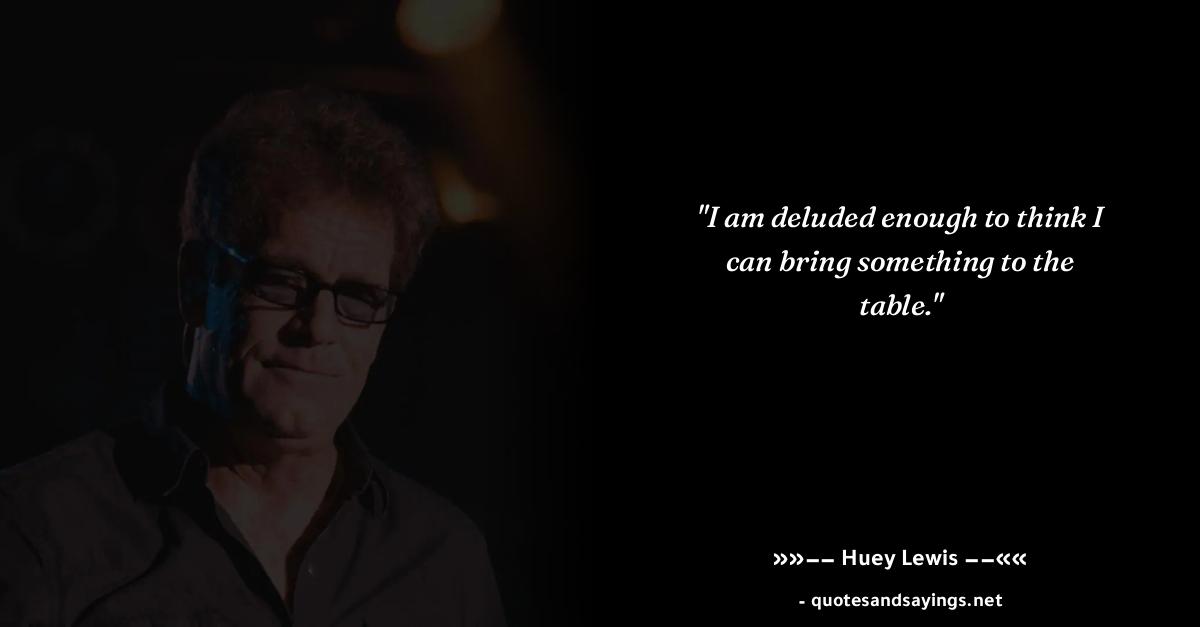 "I am deluded enough to think I
can bring something to the
table."
»»–– Huey Lewis ––««
- quotesandsayings.net